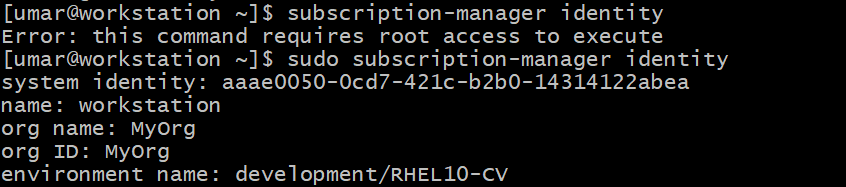 [umar@workstation ~]$ subscription-manager identity
Error: this command requires root access to execute
[umar@workstation ~]$ sudo subscription-manager identity
system identity: aaae0050-0cd7-421c-b2b0-14314122abea
name: workstation
org name: MyOrg
org ID: MyOrg
environment name: development/RHEL10-CV